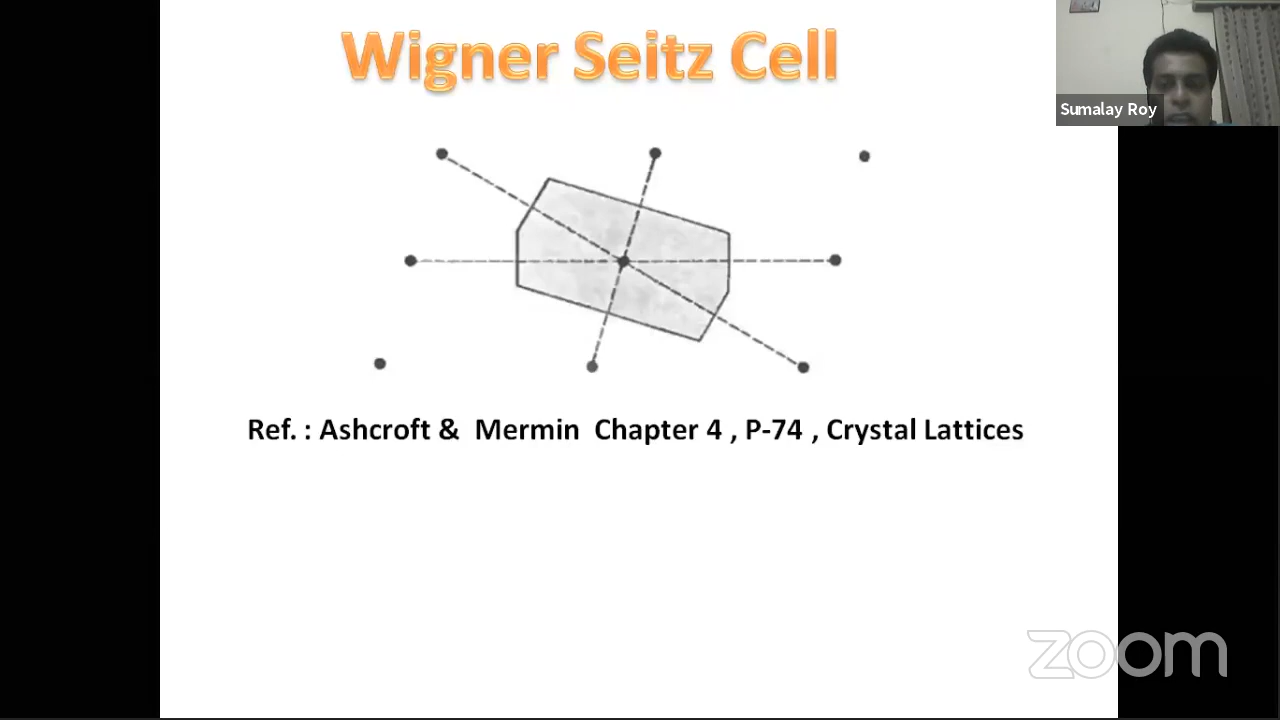 Wigner Seitz Cell
Sumalay Roy
Ref. : Ashcroft & Mermin Chapter 4 , P-74 , Crystal Lattices
zoom